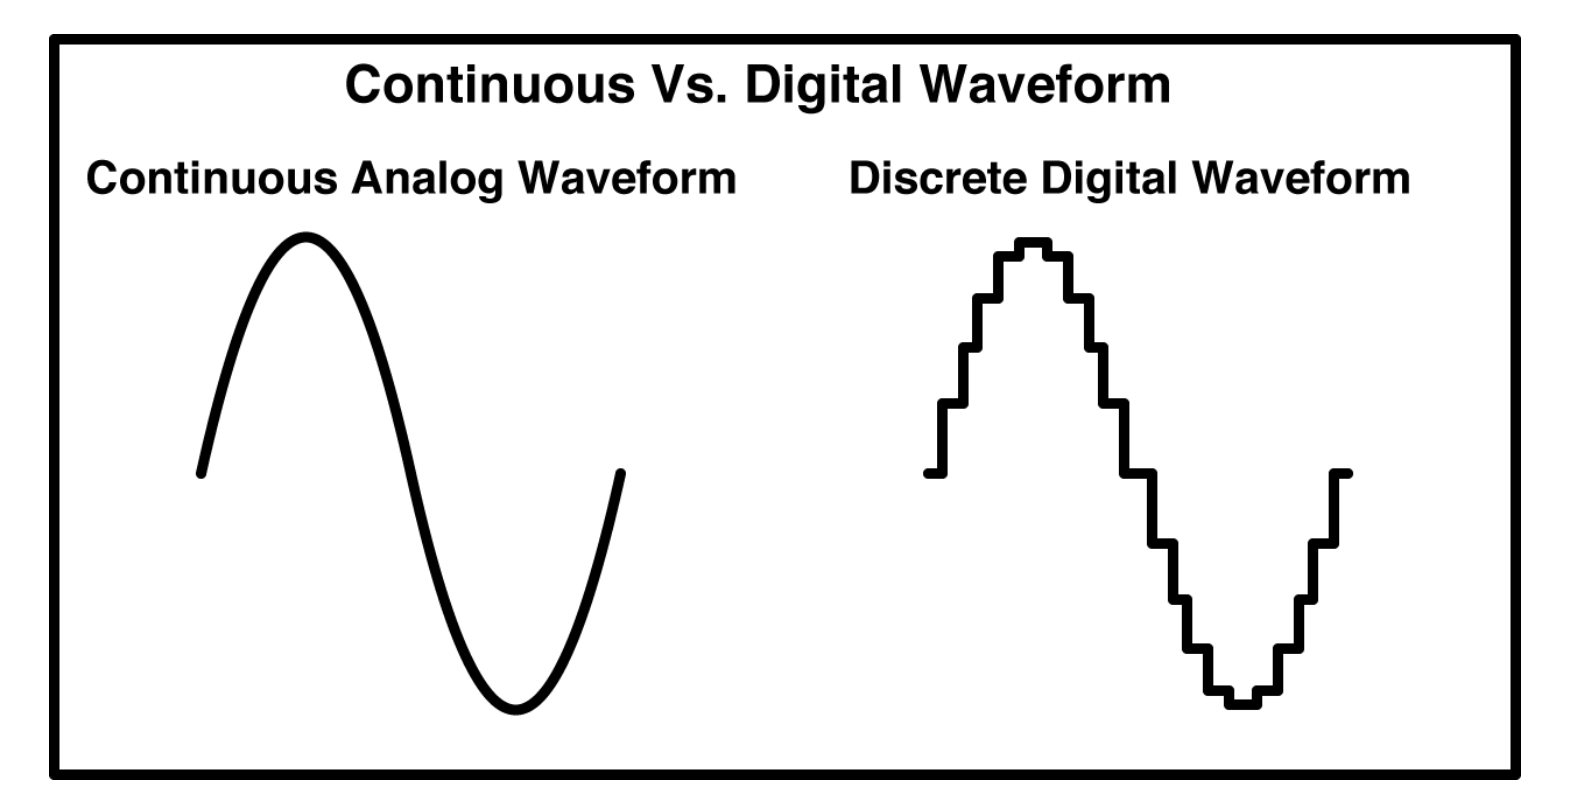 Continuous Vs. Digital Waveform
Continuous Analog Waveform
Discrete Digital Waveform